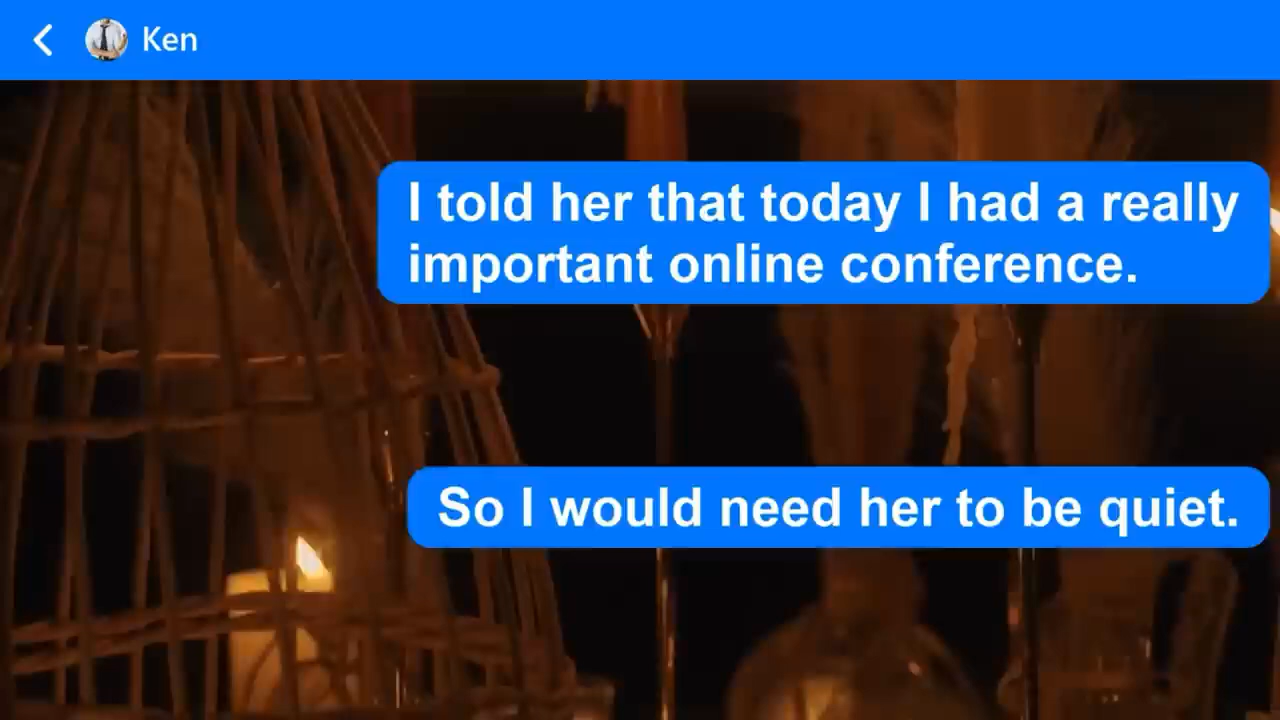 Ken
I told her that today I had a really
important online conference.
So I would need her to be quiet.